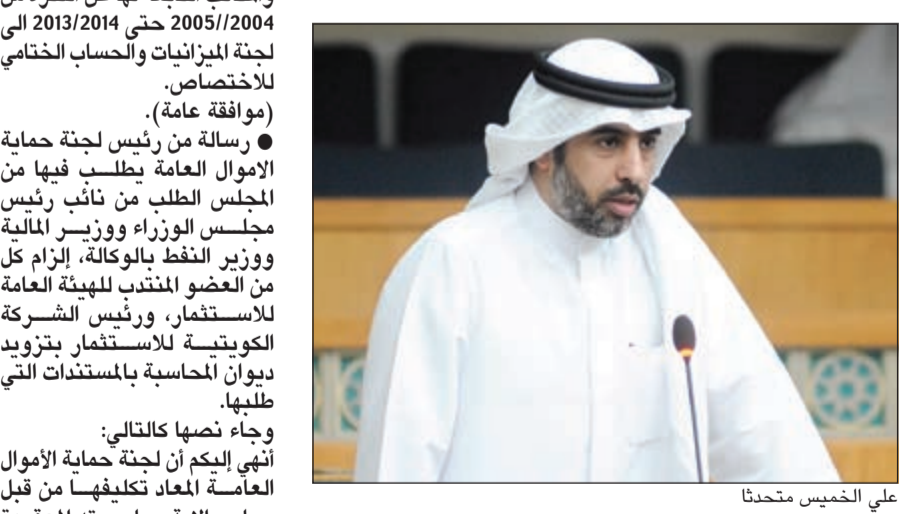 2004//2005 حتى 2013/2014 الى
لجنة الميزانيات والحساب الختامي
للاختصاص.
(موافقة عامة).
● رسالة من رئيس لجنة حماية
الاموال العامة يطلب فيها من
المجلس الطلب من نائب رئيس
مجلس الوزراء ووزير المالية
ووزير النفط بالوكالة، إلزام كل
من العضو المنتدب للهيئة العامة
للاستثمار، ورئيس الشركة
الكويتية للاستثمار بتزويد
ديوان المحاسبة بالمستندات التي
طلبها.
وجاء نصها كالتالي:
أنهي إليكم أن لجنة حماية الأموال
العامة المعاد تكليفها من قبل
علي الخميس متحدثا